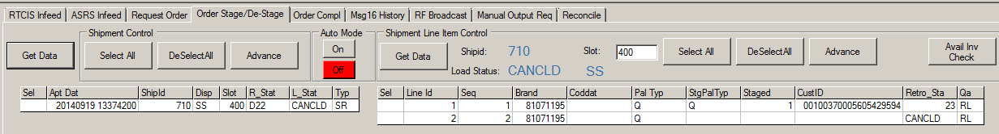 RTCIS Infeed ASRS Infeed Request Order Order Stage/De-Stage Order Compl Msg16 History RF Broadcast Manual Output Req Reconcile
Shipment Control Auto Mode Shipment Line Item Control
Get Data Select All DeSelectAll Advance On Off Get Data Shipid: 710 Slot: 400 Select All DeSelectAll Advance Avail Inv Check
Load Status: CANCLD SS
Sel Apt Dat ShipId Disp Slot R_Stat L_Stat Typ
20140919 13374200 710 SS 400 D22 CANCLD SR
Sel Line Id Seq Brand Coddat Pal Typ StgPalTyp Staged CustID Retro_Sta Qa
1 1 81071195 Q Q 1 00100370005605429594 23 RL
2 2 81071195 Q CANCLD RL